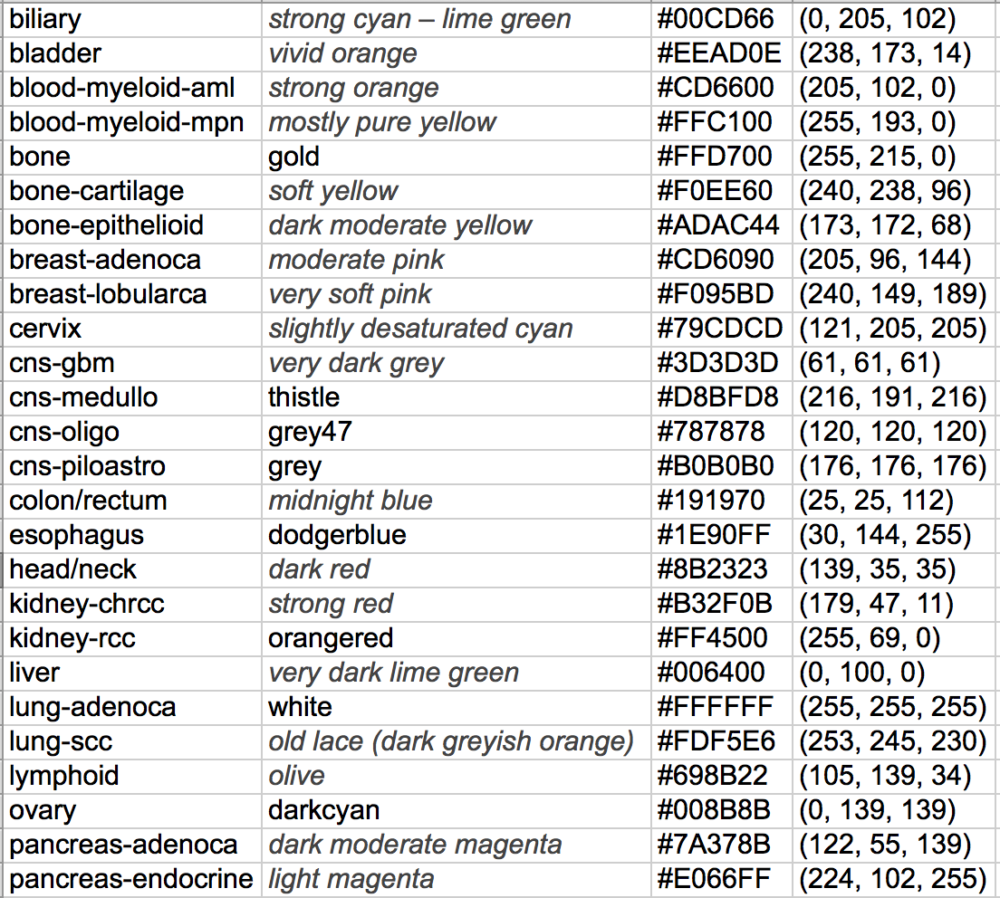 biliary strong cyan – lime green #00CD66 (0, 205, 102)
bladder vivid orange #EEAD0E (238, 173, 14)
blood-myeloid-aml strong orange #CD6600 (205, 102, 0)
blood-myeloid-mpn mostly pure yellow #FFC100 (255, 193, 0)
bone gold #FFD700 (255, 215, 0)
bone-cartilage soft yellow #F0EE60 (240, 238, 96)
bone-epithelioid dark moderate yellow #ADAC44 (173, 172, 68)
breast-adenoca moderate pink #CD6090 (205, 96, 144)
breast-lobularca very soft pink #F095BD (240, 149, 189)
cervix slightly desaturated cyan #79CDCD (121, 205, 205)
cns-gbm very dark grey #3D3D3D (61, 61, 61)
cns-medullo thistle #D8BFD8 (216, 191, 216)
cns-oligo grey47 #787878 (120, 120, 120)
cns-piloastro grey #B0B0B0 (176, 176, 176)
colon/rectum midnight blue #191970 (25, 25, 112)
esophagus dodgerblue #1E90FF (30, 144, 255)
head/neck dark red #8B2323 (139, 35, 35)
kidney-chrcc strong red #B32F0B (179, 47, 11)
kidney-rcc orangered #FF4500 (255, 69, 0)
liver very dark lime green #006400 (0, 100, 0)
lung-adenoca white #FFFFFF (255, 255, 255)
lung-scc old lace (dark greyish orange) #FDF5E6 (253, 245, 230)
lymphoid olive #698B22 (105, 139, 34)
ovary darkcyan #008B8B (0, 139, 139)
pancreas-adenoca dark moderate magenta #7A378B (122, 55, 139)
pancreas-endocrine light magenta #E066FF (224, 102, 255)